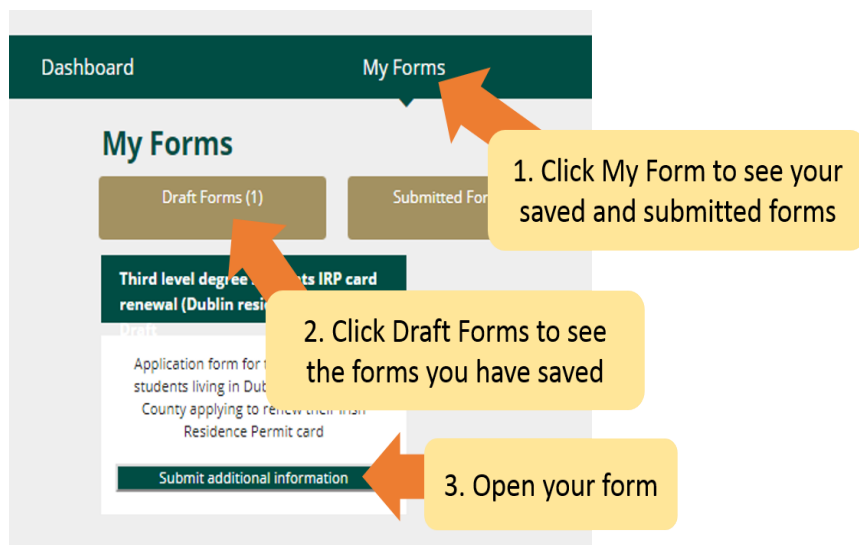 Dashboard
My Forms
My Forms
Draft Forms (1)
Submitted
1. Click My Form to see your
saved and submitted forms
Third level degree IRP card
renewal (Dublin
Draft
2. Click Draft Forms to see
the forms you have saved
Application form for
students living in
County applying to renew their Irish
Residence Permit card
Submit additional information
3. Open your form